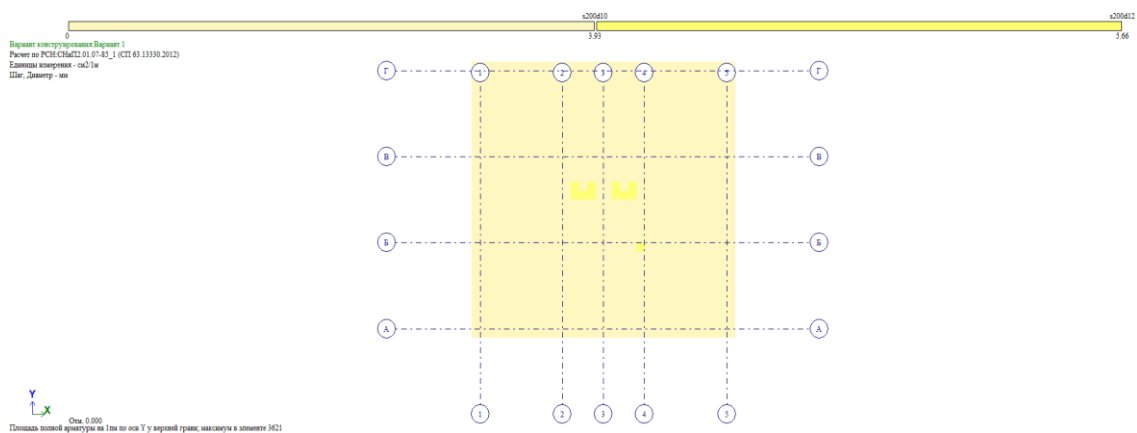 s200d10 s200d12
0 3.93 5.66
Вариант конструирования:Вариант 1
Расчет по РСН:СНиП2.01.07-85_1 (СП 63.13330.2012)
Единицы измерения - см2/1м
Шаг, Диаметр - мм
Г 1 2 3 4 5 Г
В В
Б Б
А А
Y
X
1 2 3 4 5
Отм. 0.000
Площадь полной арматуры на 1пм по оси Y у верхней грани; максимум в элементе 3621